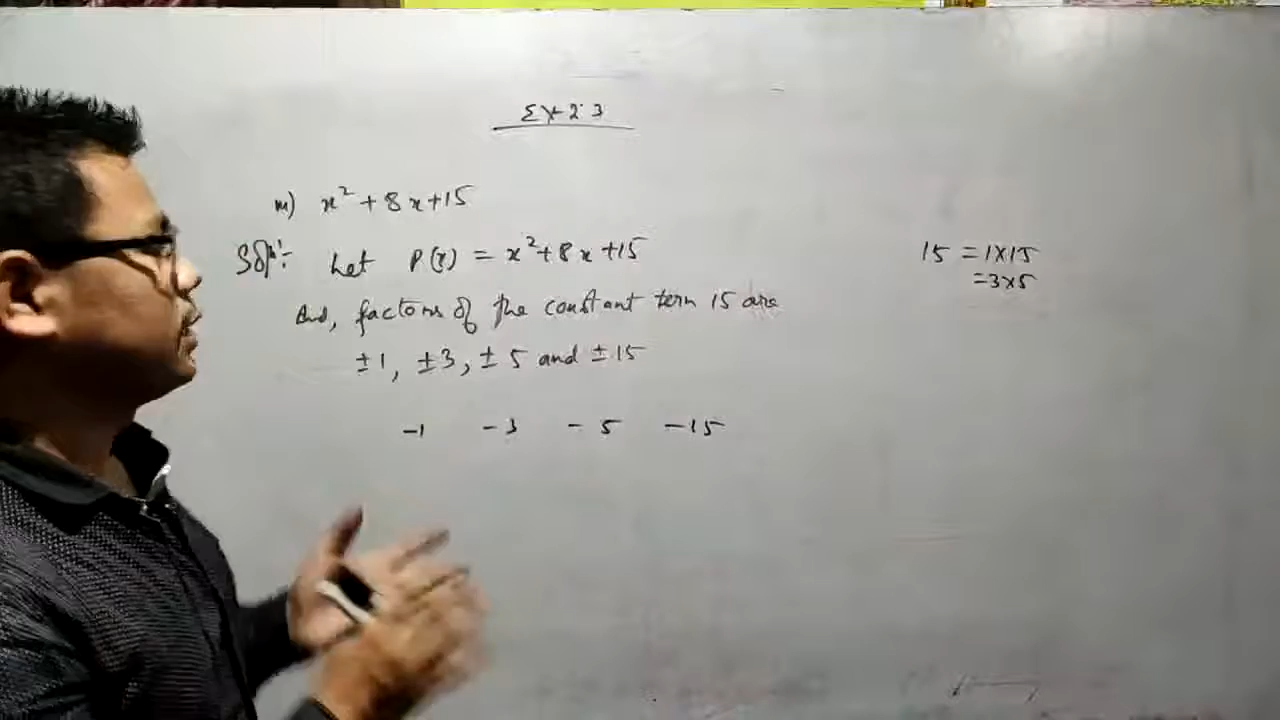 Ex 2.3
m) x² + 8x + 15
Solⁿ:- Let P(x) = x² + 8x + 15
And, factors of the constant term 15 are
±1, ±3, ±5 and ±15
-1 -3 -5 -15
15 = 1×15
= 3×5